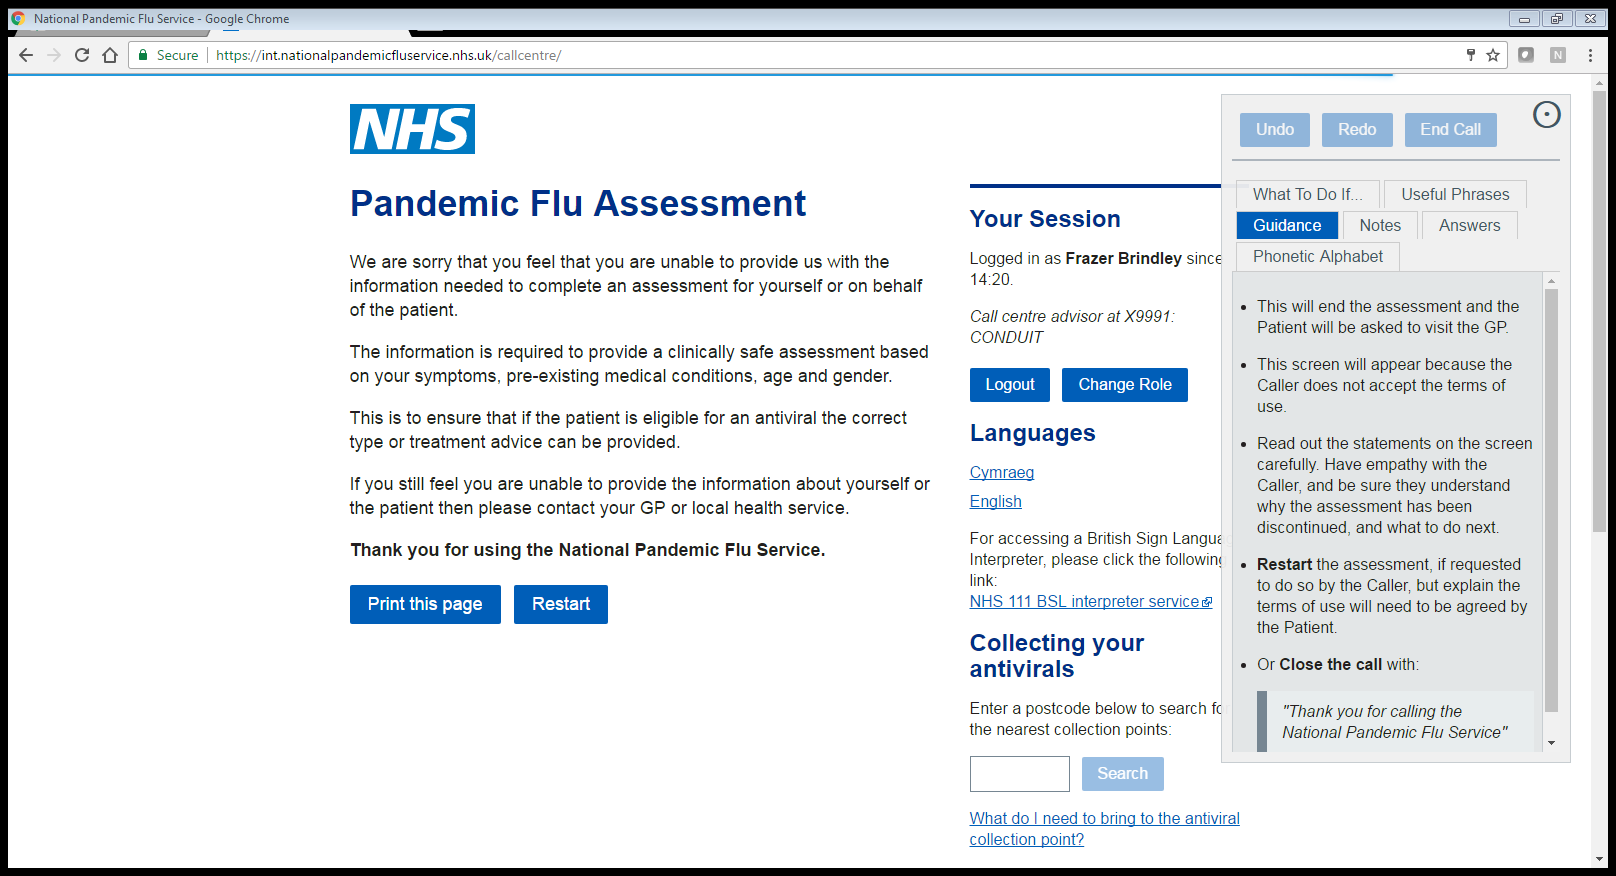 National Pandemic Flu Service - Google Chrome
Secure
https://int.nationalpandemicfluservice.nhs.uk/callcentre/
N
NHS
Pandemic Flu Assessment
We are sorry that you feel that you are unable to provide us with the
information needed to complete an assessment for yourself or on behalf
of the patient.
The information is required to provide a clinically safe assessment based
on your symptoms, pre-existing medical conditions, age and gender.
This is to ensure that if the patient is eligible for an antiviral the correct
type or treatment advice can be provided.
If you still feel you are unable to provide the information about yourself or
the patient then please contact your GP or local health service.
Thank you for using the National Pandemic Flu Service.
Print this page
Restart
Your Session
Logged in as Frazer Brindley since
14:20.
Call centre advisor at X9991:
CONDUIT
Logout
Change Role
Languages
Cymraeg
English
For accessing a British Sign Langua
Interpreter, please click the following
link:
NHS 111 BSL interpreter service
Collecting your
antivirals
Enter a postcode below to search fo
the nearest collection points:
Search
What do I need to bring to the antiviral
collection point?
Undo
Redo
End Call
What To Do If...
Useful Phrases
Guidance
Notes
Answers
Phonetic Alphabet
• This will end the assessment and the
Patient will be asked to visit the GP.
• This screen will appear because the
Caller does not accept the terms of
use.
• Read out the statements on the screen
carefully. Have empathy with the
Caller, and be sure they understand
why the assessment has been
discontinued, and what to do next.
• Restart the assessment, if requested
to do so by the Caller, but explain the
terms of use will need to be agreed by
the Patient.
• Or Close the call with:
"Thank you for calling the
National Pandemic Flu Service"